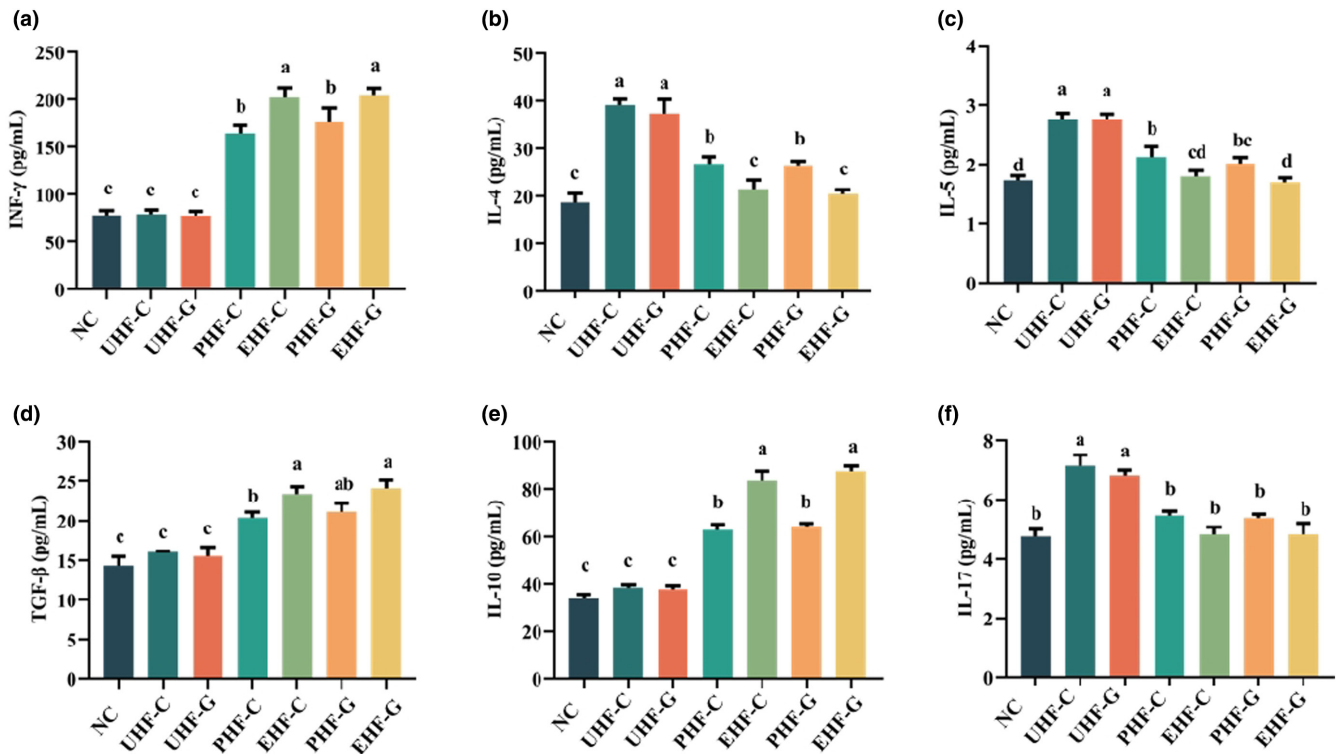 (a)
INF-γ (pg/mL)
250
200
150
100
50
0
c
c
c
b
a
b
a
NC
UHF-C
UHF-G
PHF-C
EHF-C
PHF-G
EHF-G
(b)
IL-4 (pg/mL)
50
40
30
20
10
0
c
a
a
b
c
b
c
NC
UHF-C
UHF-G
PHF-C
EHF-C
PHF-G
EHF-G
(c)
IL-5 (pg/mL)
4
3
2
1
0
d
a
a
b
cd
bc
d
NC
UHF-C
UHF-G
PHF-C
EHF-C
PHF-G
EHF-G
(d)
TGF-β (pg/mL)
30
25
20
15
10
5
0
c
c
c
b
a
ab
a
NC
UHF-C
UHF-G
PHF-C
EHF-C
PHF-G
EHF-G
(e)
IL-10 (pg/mL)
100
80
60
40
20
0
c
c
c
b
a
b
a
NC
UHF-C
UHF-G
PHF-C
EHF-C
PHF-G
EHF-G
(f)
IL-17 (pg/mL)
8
6
4
2
0
b
a
a
b
b
b
b
NC
UHF-C
UHF-G
PHF-C
EHF-C
PHF-G
EHF-G